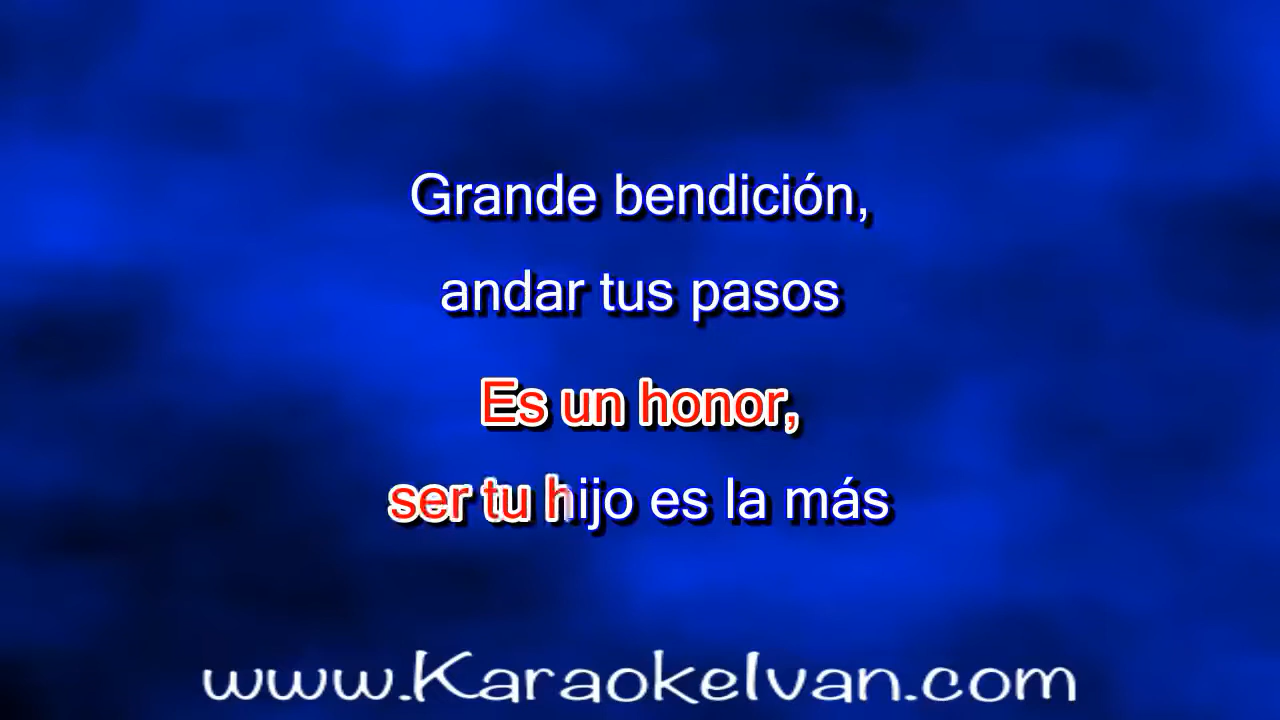 Grande bendición,
andar tus pasos
Es un honor,
ser tu hijo es la más
www.KaraokeIvan.com